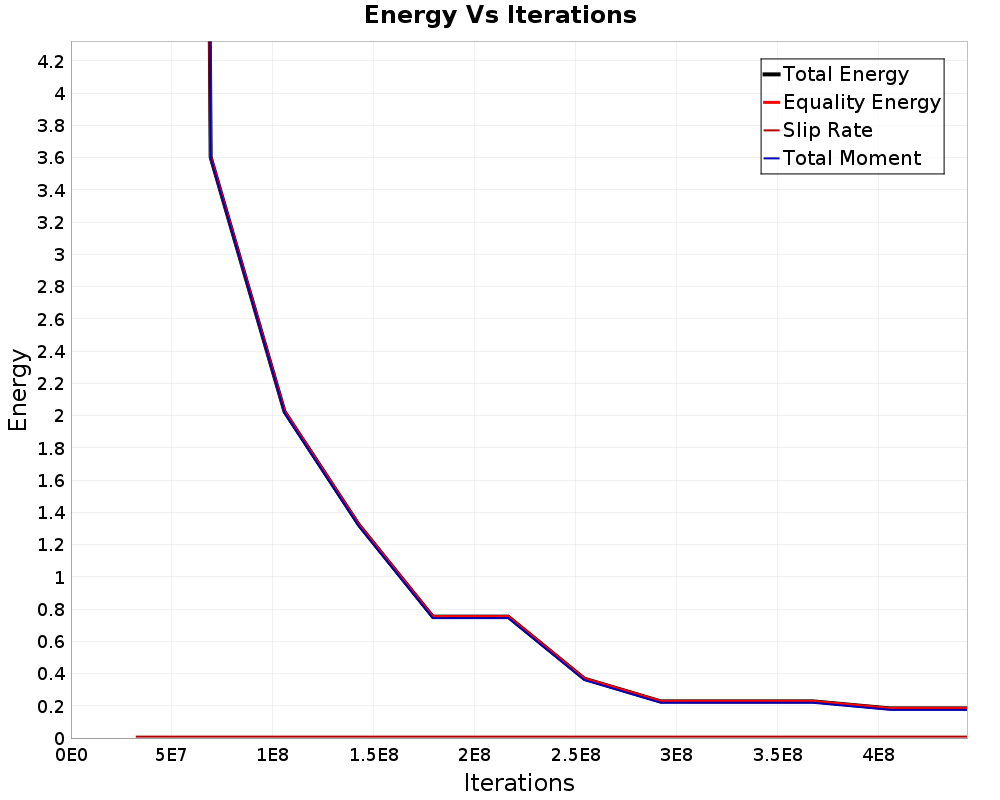 Energy Vs Iterations
Total Energy
Equality Energy
Slip Rate
Total Moment
Energy
4.2
4
3.8
3.6
3.4
3.2
3
2.8
2.6
2.4
2.2
2
1.8
1.6
1.4
1.2
1
0.8
0.6
0.4
0.2
0
0E0 5E7 1E8 1.5E8 2E8 2.5E8 3E8 3.5E8 4E8
Iterations